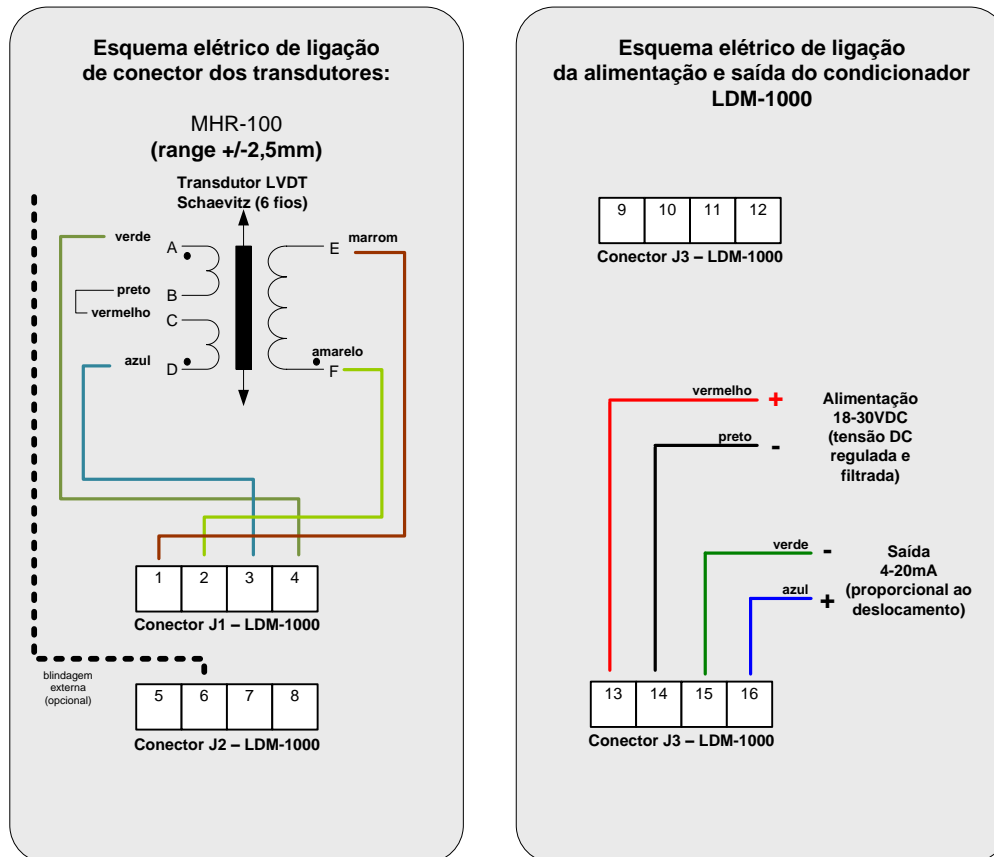 Esquema elétrico de ligação
de conector dos transdutores:
MHR-100
(range +/-2,5mm)
Transdutor LVDT
Schaevitz (6 fios)
verde
A
E
marrom
preto
B
vermelho
C
azul
D
amarelo
F
1 2 3 4
Conector J1 – LDM-1000
blindagem
externa
(opcional)
5 6 7 8
Conector J2 – LDM-1000
Esquema elétrico de ligação
da alimentação e saída do condicionador
LDM-1000
9 10 11 12
Conector J3 – LDM-1000
vermelho +
preto -
Alimentação
18-30VDC
(tensão DC
regulada e
filtrada)
verde -
azul +
Saída
4-20mA
(proporcional ao
deslocamento)
13 14 15 16
Conector J3 – LDM-1000